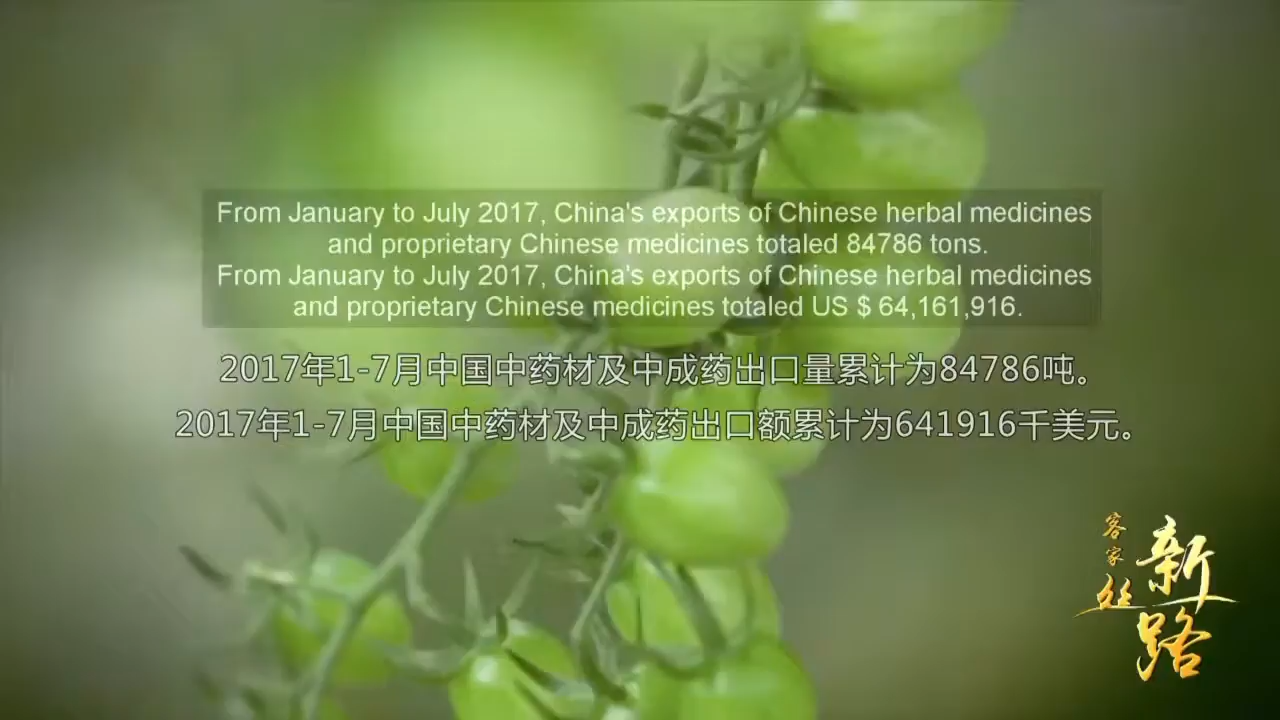 From January to July 2017, China's exports of Chinese herbal medicines
and proprietary Chinese medicines totaled 84786 tons.
From January to July 2017, China's exports of Chinese herbal medicines
and proprietary Chinese medicines totaled US $ 64,161,916.
2017年1-7月中国中药材及中成药出口量累计为84786吨。
2017年1-7月中国中药材及中成药出口额累计为641916千美元。
客家
新
丝
路